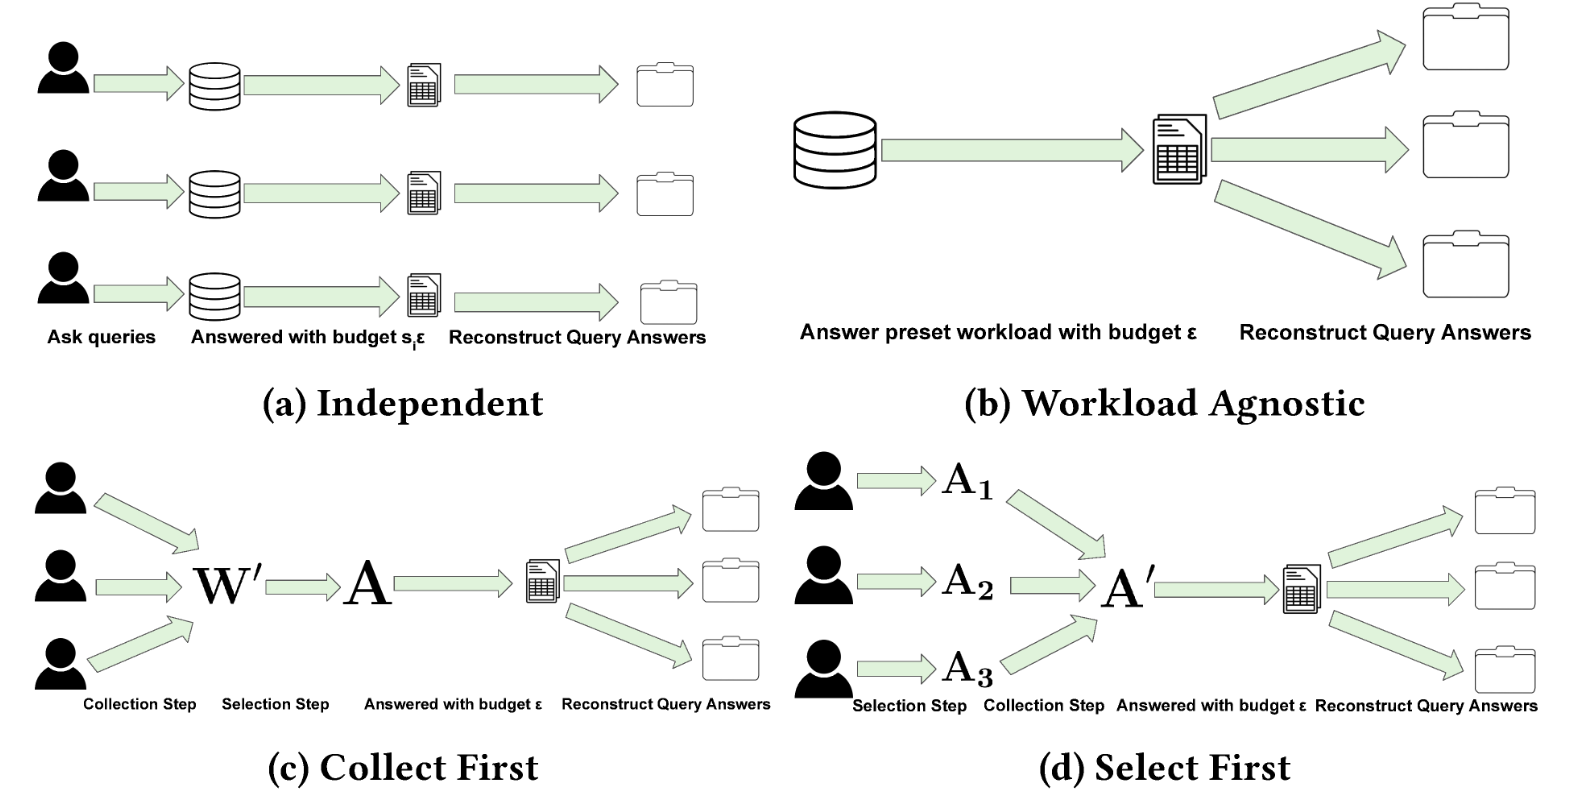 Ask queries
Answered with budget sᵢε
Reconstruct Query Answers
(a) Independent
Answer preset workload with budget ε
Reconstruct Query Answers
(b) Workload Agnostic
W′
A
Collection Step
Selection Step
Answered with budget ε
Reconstruct Query Answers
(c) Collect First
A₁
A₂
A₃
A′
Selection Step
Collection Step
Answered with budget ε
Reconstruct Query Answers
(d) Select First